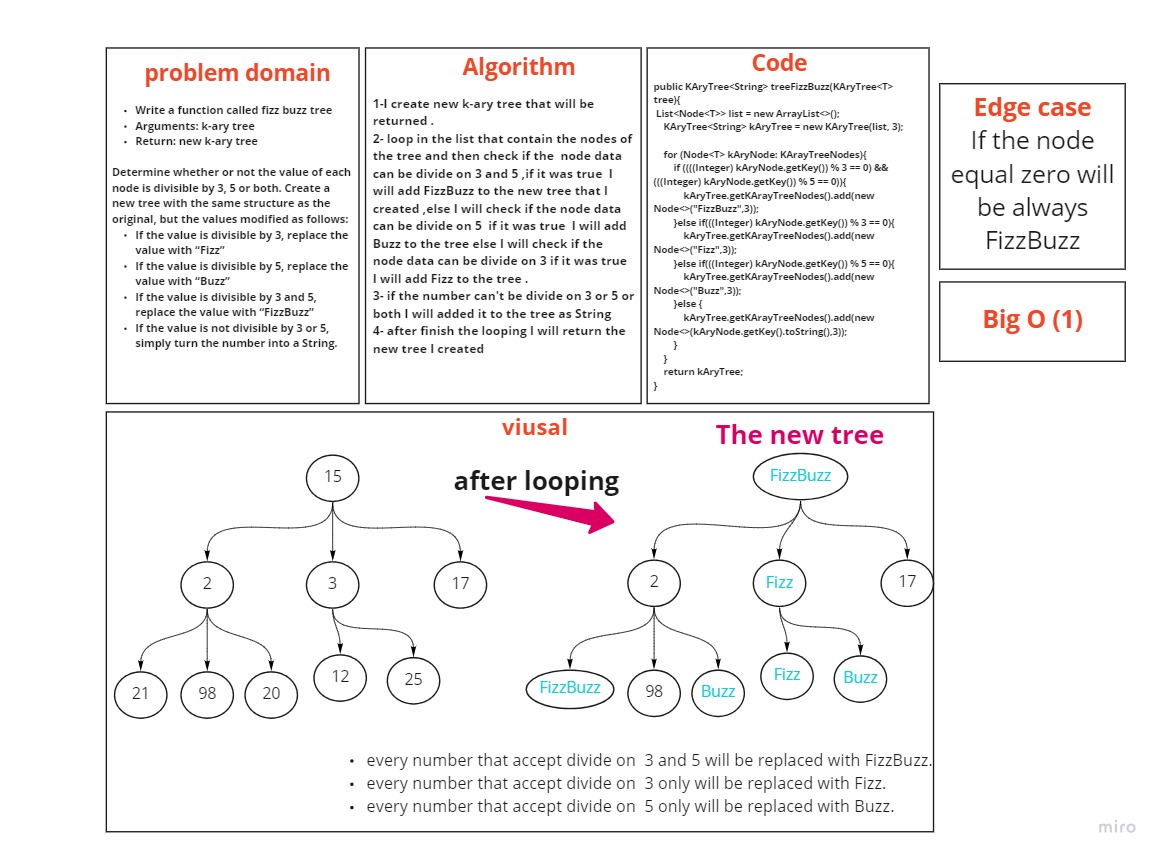 problem domain
• Write a function called fizz buzz tree
• Arguments: k-ary tree
• Return: new k-ary tree
Determine whether or not the value of each
node is divisible by 3, 5 or both. Create a
new tree with the same structure as the
original, but the values modified as follows:
• If the value is divisible by 3, replace the
value with “Fizz”
• If the value is divisible by 5, replace the
value with “Buzz”
• If the value is divisible by 3 and 5,
replace the value with “FizzBuzz”
• If the value is not divisible by 3 or 5,
simply turn the number into a String.
Algorithm
1-I create new k-ary tree that will be
returned .
2- loop in the list that contain the nodes of
the tree and then check if the node data
can be divide on 3 and 5 ,if it was true I
will add FizzBuzz to the new tree that I
created ,else I will check if the node data
can be divide on 5 if it was true I will add
Buzz to the tree else I will check if the
node data can be divide on 3 if it was true
I will add Fizz to the tree .
3- if the number can't be divide on 3 or 5 or
both I will added it to the tree as String
4- after finish the looping I will return the
new tree I created
Code
public KAryTree<String> treeFizzBuzz(KAryTree<T>
tree){
List<Node<T>> list = new ArrayList<>();
KAryTree<String> kAryTree = new KAryTree(list, 3);
for (Node<T> kAryNode: KArayTreeNodes){
if ((((Integer) kAryNode.getKey()) % 3 == 0) &&
(((Integer) kAryNode.getKey()) % 5 == 0)){
kAryTree.getKArayTreeNodes().add(new
Node<>("FizzBuzz",3));
}else if(((Integer) kAryNode.getKey()) % 3 == 0){
kAryTree.getKArayTreeNodes().add(new
Node<>("Fizz",3));
}else if(((Integer) kAryNode.getKey()) % 5 == 0){
kAryTree.getKArayTreeNodes().add(new
Node<>("Buzz",3));
}else {
kAryTree.getKArayTreeNodes().add(new
Node<>(kAryNode.getKey().toString(),3));
}
}
return kAryTree;
}
Edge case
If the node
equal zero will
be always
FizzBuzz
Big O (1)
viusal
after looping
The new tree
15
2
3
17
21
98
20
12
25
FizzBuzz
2
Fizz
17
FizzBuzz
98
Buzz
Fizz
Buzz
• every number that accept divide on 3 and 5 will be replaced with FizzBuzz.
• every number that accept divide on 3 only will be replaced with Fizz.
• every number that accept divide on 5 only will be replaced with Buzz.
miro